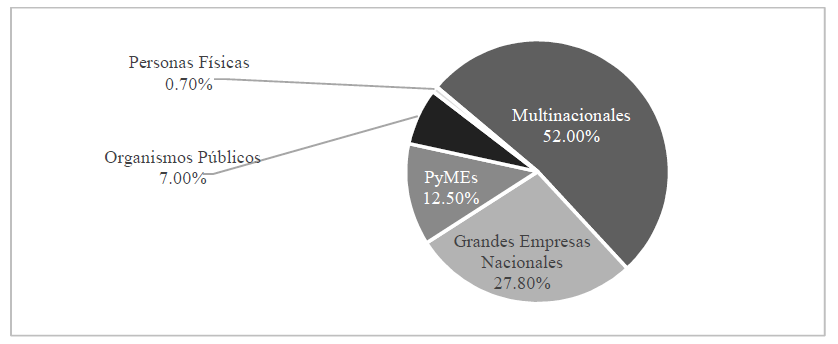 Personas Físicas
0.70%
Multinacionales
52.00%
Organismos Públicos
7.00%
PyMEs
12.50%
Grandes Empresas
Nacionales
27.80%